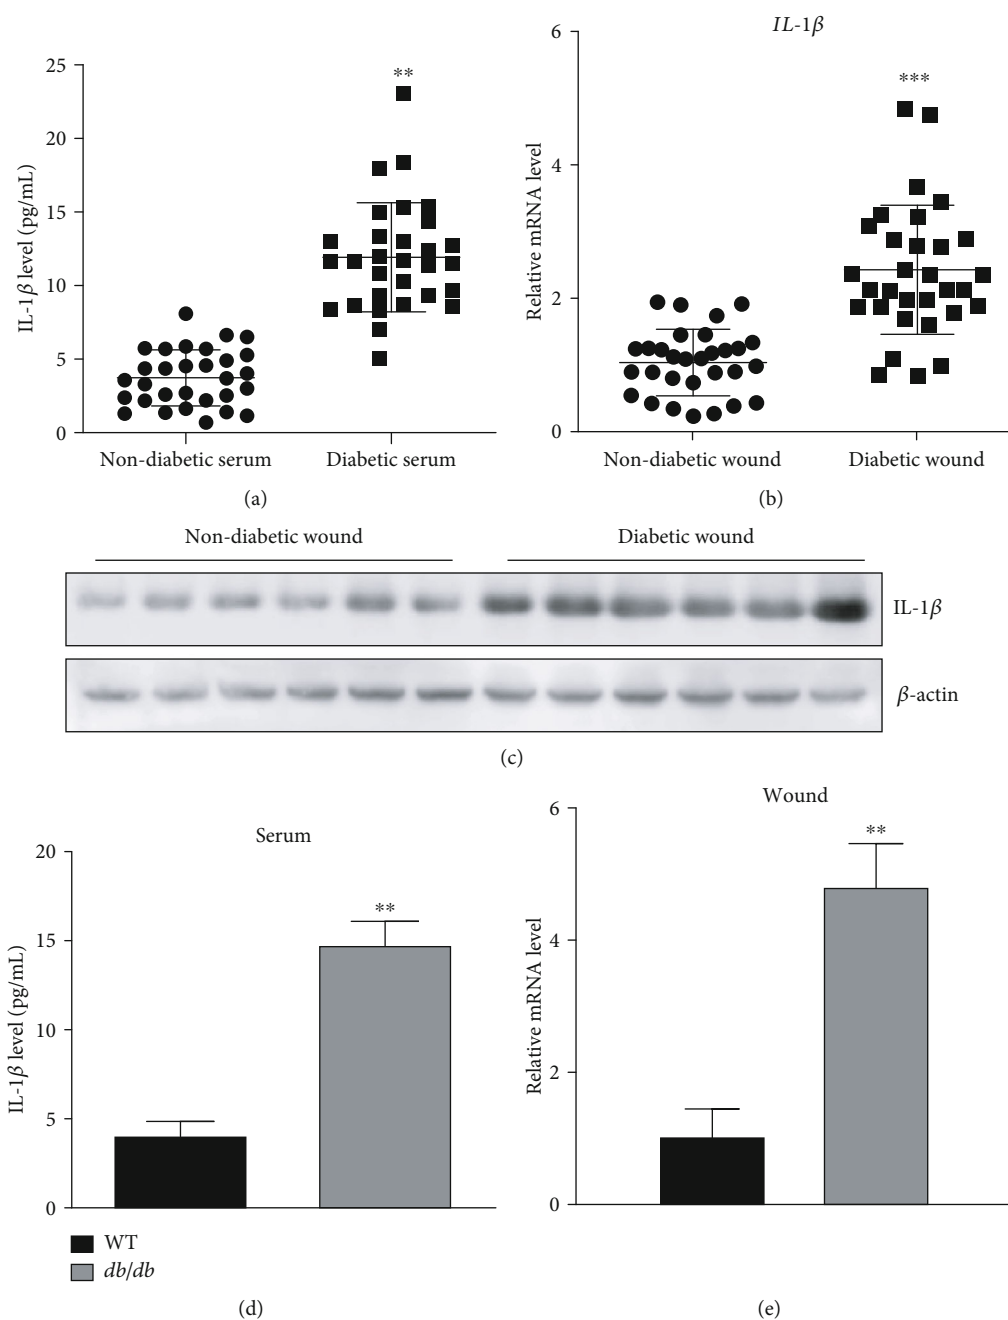 25
20
15
10
5
0
IL-1β level (pg/mL)
**
Non-diabetic serum
Diabetic serum
(a)
IL-1β
6
4
2
0
Relative mRNA level
***
Non-diabetic wound
Diabetic wound
(b)
Non-diabetic wound
Diabetic wound
IL-1β
β-actin
(c)
Serum
20
15
10
5
0
IL-1β level (pg/mL)
**
WT
db/db
(d)
Wound
6
4
2
0
Relative mRNA level
**
(e)